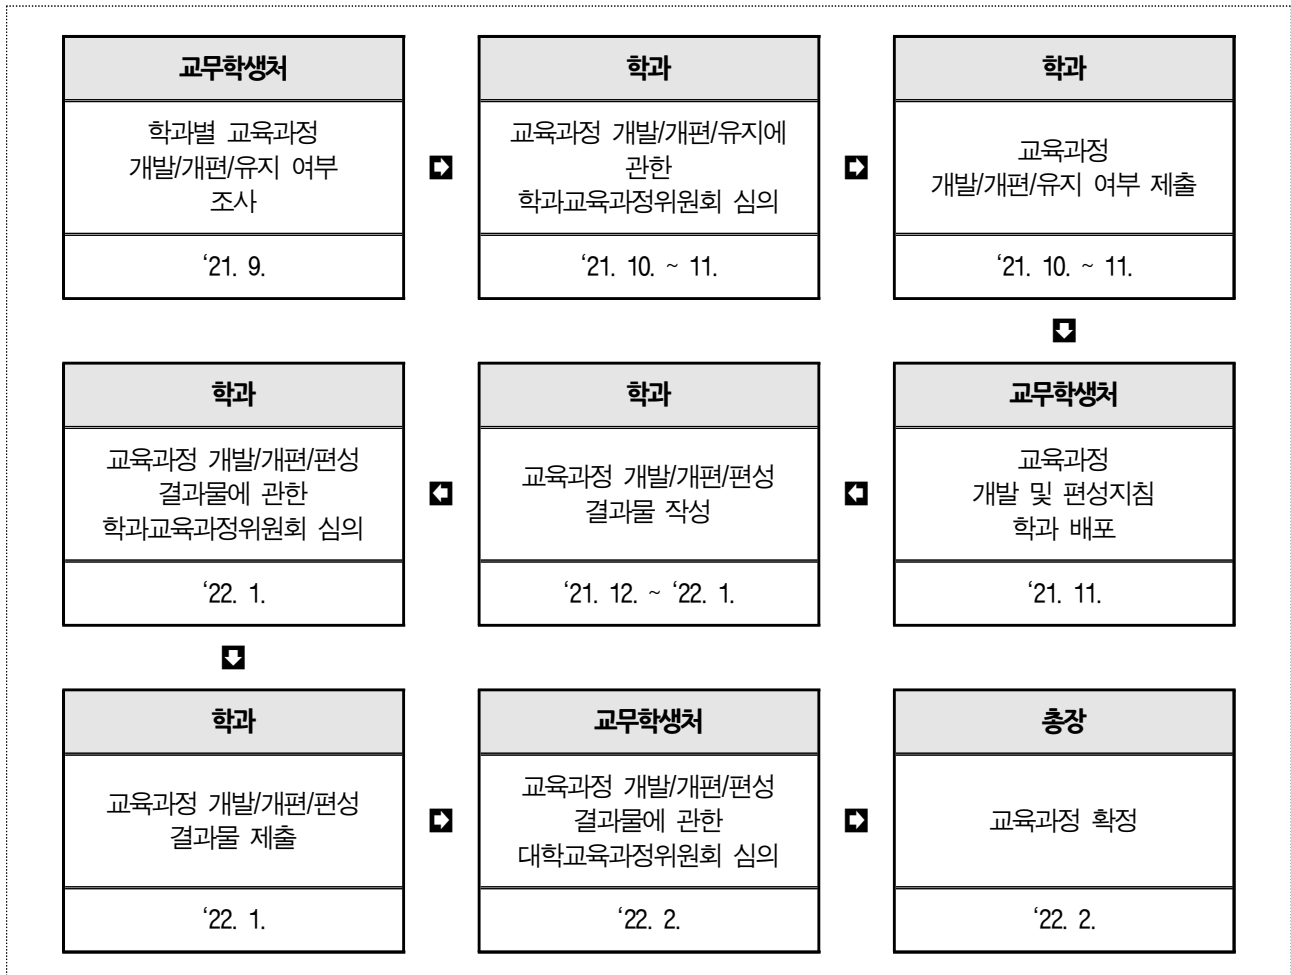 교무학생처
학과별 교육과정
개발/개편/유지 여부
조사
‘21. 9.
학과
교육과정 개발/개편/유지에
관한
학과교육과정위원회 심의
‘21. 10. ~ 11.
학과
교육과정
개발/개편/유지 여부 제출
‘21. 10. ~ 11.
교무학생처
교육과정
개발 및 편성지침
학과 배포
‘21. 11.
학과
교육과정 개발/개편/편성
결과물 작성
‘21. 12. ~ ‘22. 1.
학과
교육과정 개발/개편/편성
결과물에 관한
학과교육과정위원회 심의
‘22. 1.
학과
교육과정 개발/개편/편성
결과물 제출
‘22. 1.
교무학생처
교육과정 개발/개편/편성
결과물에 관한
대학교육과정위원회 심의
‘22. 2.
총장
교육과정 확정
‘22. 2.